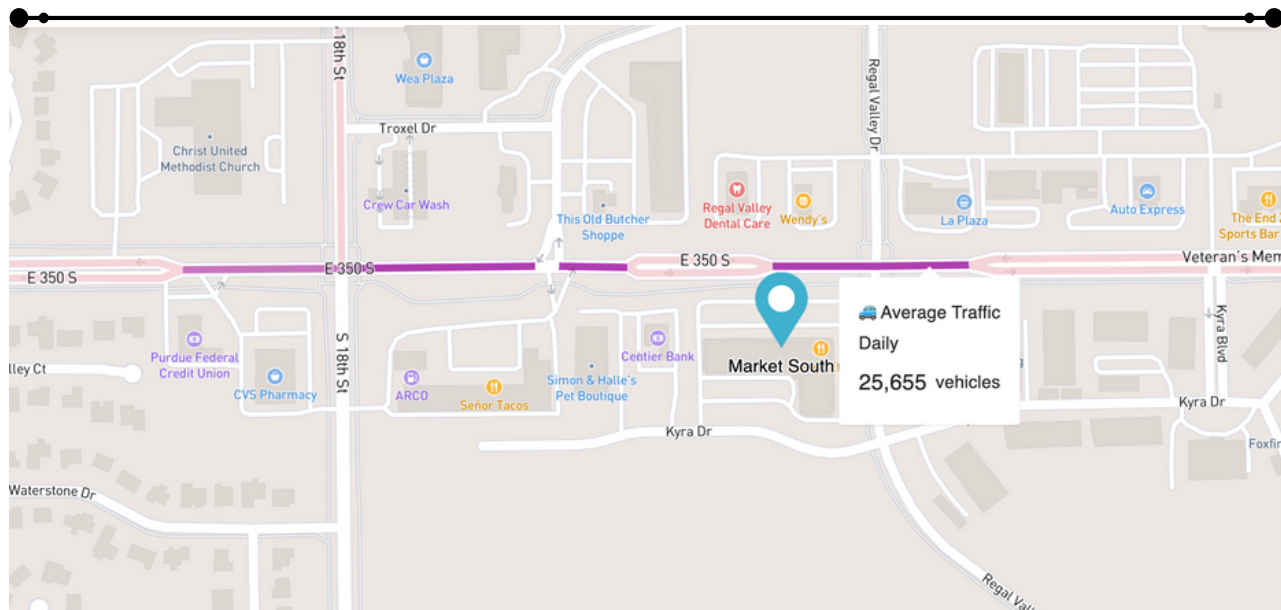 18th St
Wea Plaza
Troxel Dr
Christ United
Methodist Church
Crew Car Wash
This Old Butcher
Shoppe
Regal Valley Dr
Regal Valley
Dental Care
Wendy's
La Plaza
Auto Express
The End
Sports Bar
E 350 S
E 350 S
E 350 S
Veteran's Mem
Average Traffic
Daily
25,655 vehicles
Market South
Purdue Federal
Credit Union
CVS Pharmacy
S 18th St
ARCO
Señor Tacos
Simon & Halle's
Pet Boutique
Centier Bank
Kyra Blvd
Kyra Dr
Kyra Dr
lley Ct
Waterstone Dr
Foxfir
Regal Valley